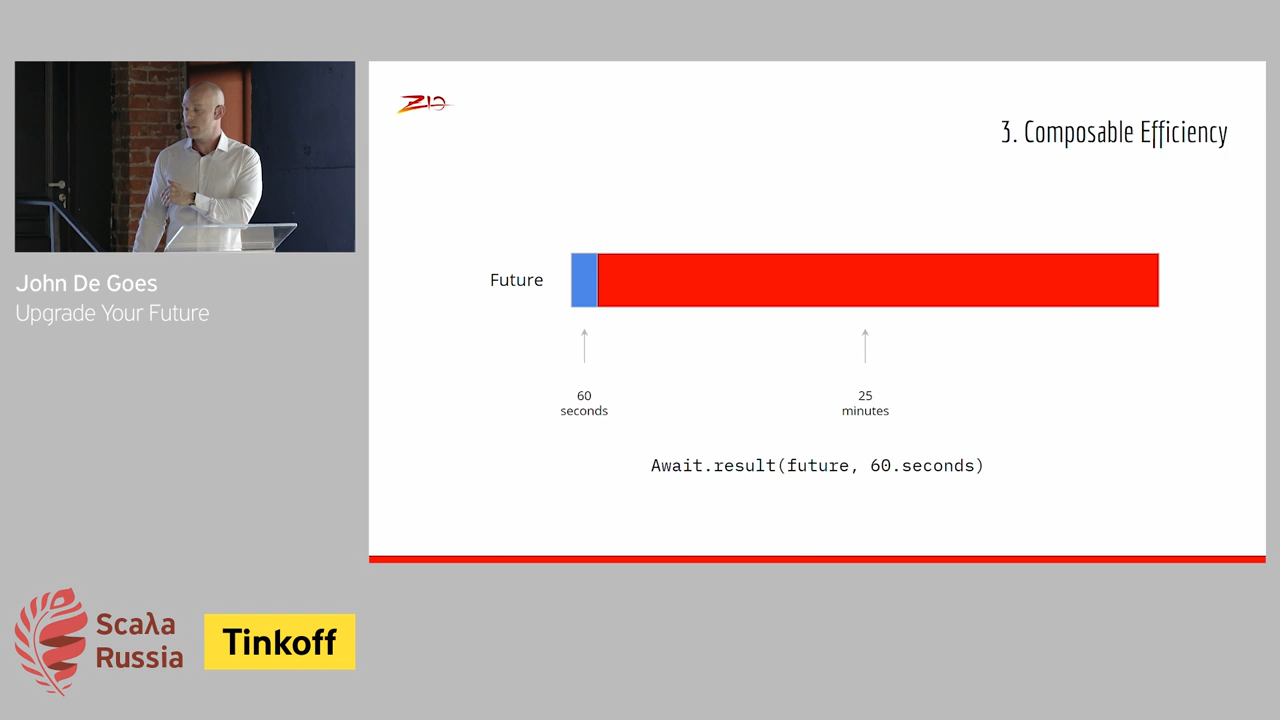 ZIO
3. Composable Efficiency
Future
60
seconds
25
minutes
Await.result(future, 60.seconds)
John De Goes
Upgrade Your Future
Scaλa
Russia
Tinkoff